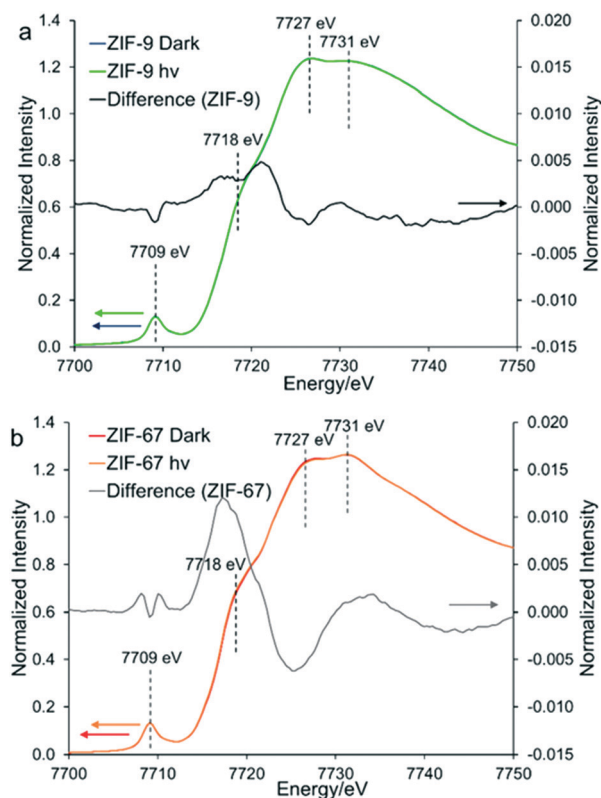 a
ZIF-9 Dark
ZIF-9 hv
Difference (ZIF-9)
7727 eV
7731 eV
7718 eV
7709 eV
Normalized Intensity
1.4
1.2
1.0
0.8
0.6
0.4
0.2
0.0
0.020
0.015
0.010
0.005
0.000
-0.005
-0.010
-0.015
Normalized Intensity
7700 7710 7720 7730 7740 7750
Energy/eV
b
ZIF-67 Dark
ZIF-67 hv
Difference (ZIF-67)
7727 eV
7731 eV
7718 eV
7709 eV
Normalized Intensity
1.4
1.2
1.0
0.8
0.6
0.4
0.2
0.0
0.020
0.015
0.010
0.005
0.000
-0.005
-0.010
-0.015
Normalized Intensity
7700 7710 7720 7730 7740 7750
Energy/eV